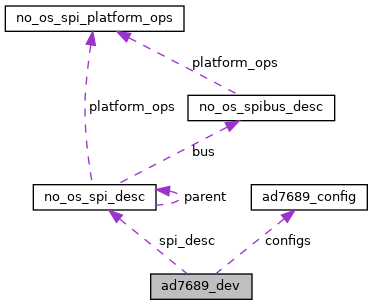 no_os_spi_platform_ops
platform_ops
no_os_spibus_desc
platform_ops
bus
no_os_spi_desc
parent
ad7689_config
spi_desc
configs
ad7689_dev